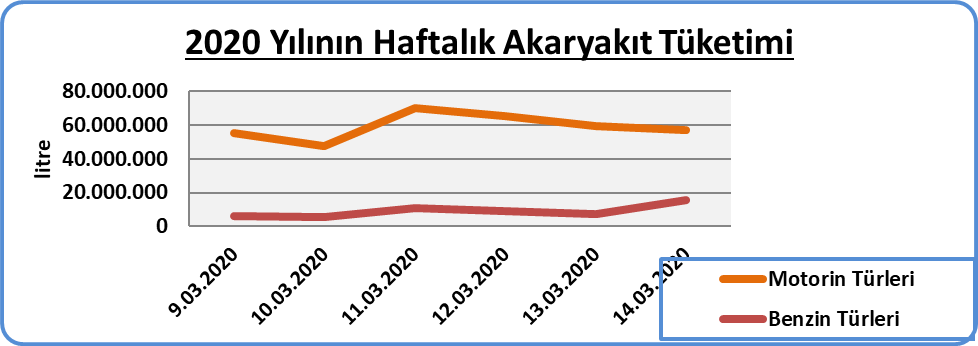 2020 Yılının Haftalık Akaryakıt Tüketimi
litre
80.000.000
60.000.000
40.000.000
20.000.000
0
9.03.2020
10.03.2020
11.03.2020
12.03.2020
13.03.2020
14.03.2020
Motorin Türleri
Benzin Türleri